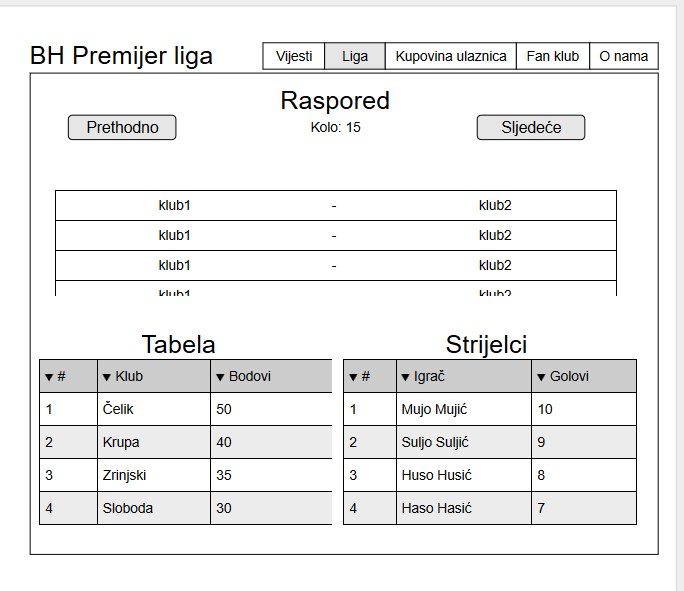 BH Premijer liga Vijesti Liga Kupovina ulaznica Fan klub O nama
Raspored
Prethodno Kolo: 15 Sljedeće
klub1 - klub2
klub1 - klub2
klub1 - klub2
klub1 klub2
Tabela
▼ # ▼ Klub ▼ Bodovi
1 Čelik 50
2 Krupa 40
3 Zrinjski 35
4 Sloboda 30
Strijelci
▼ # ▼ Igrač ▼ Golovi
1 Mujo Mujić 10
2 Suljo Suljić 9
3 Huso Husić 8
4 Haso Hasić 7